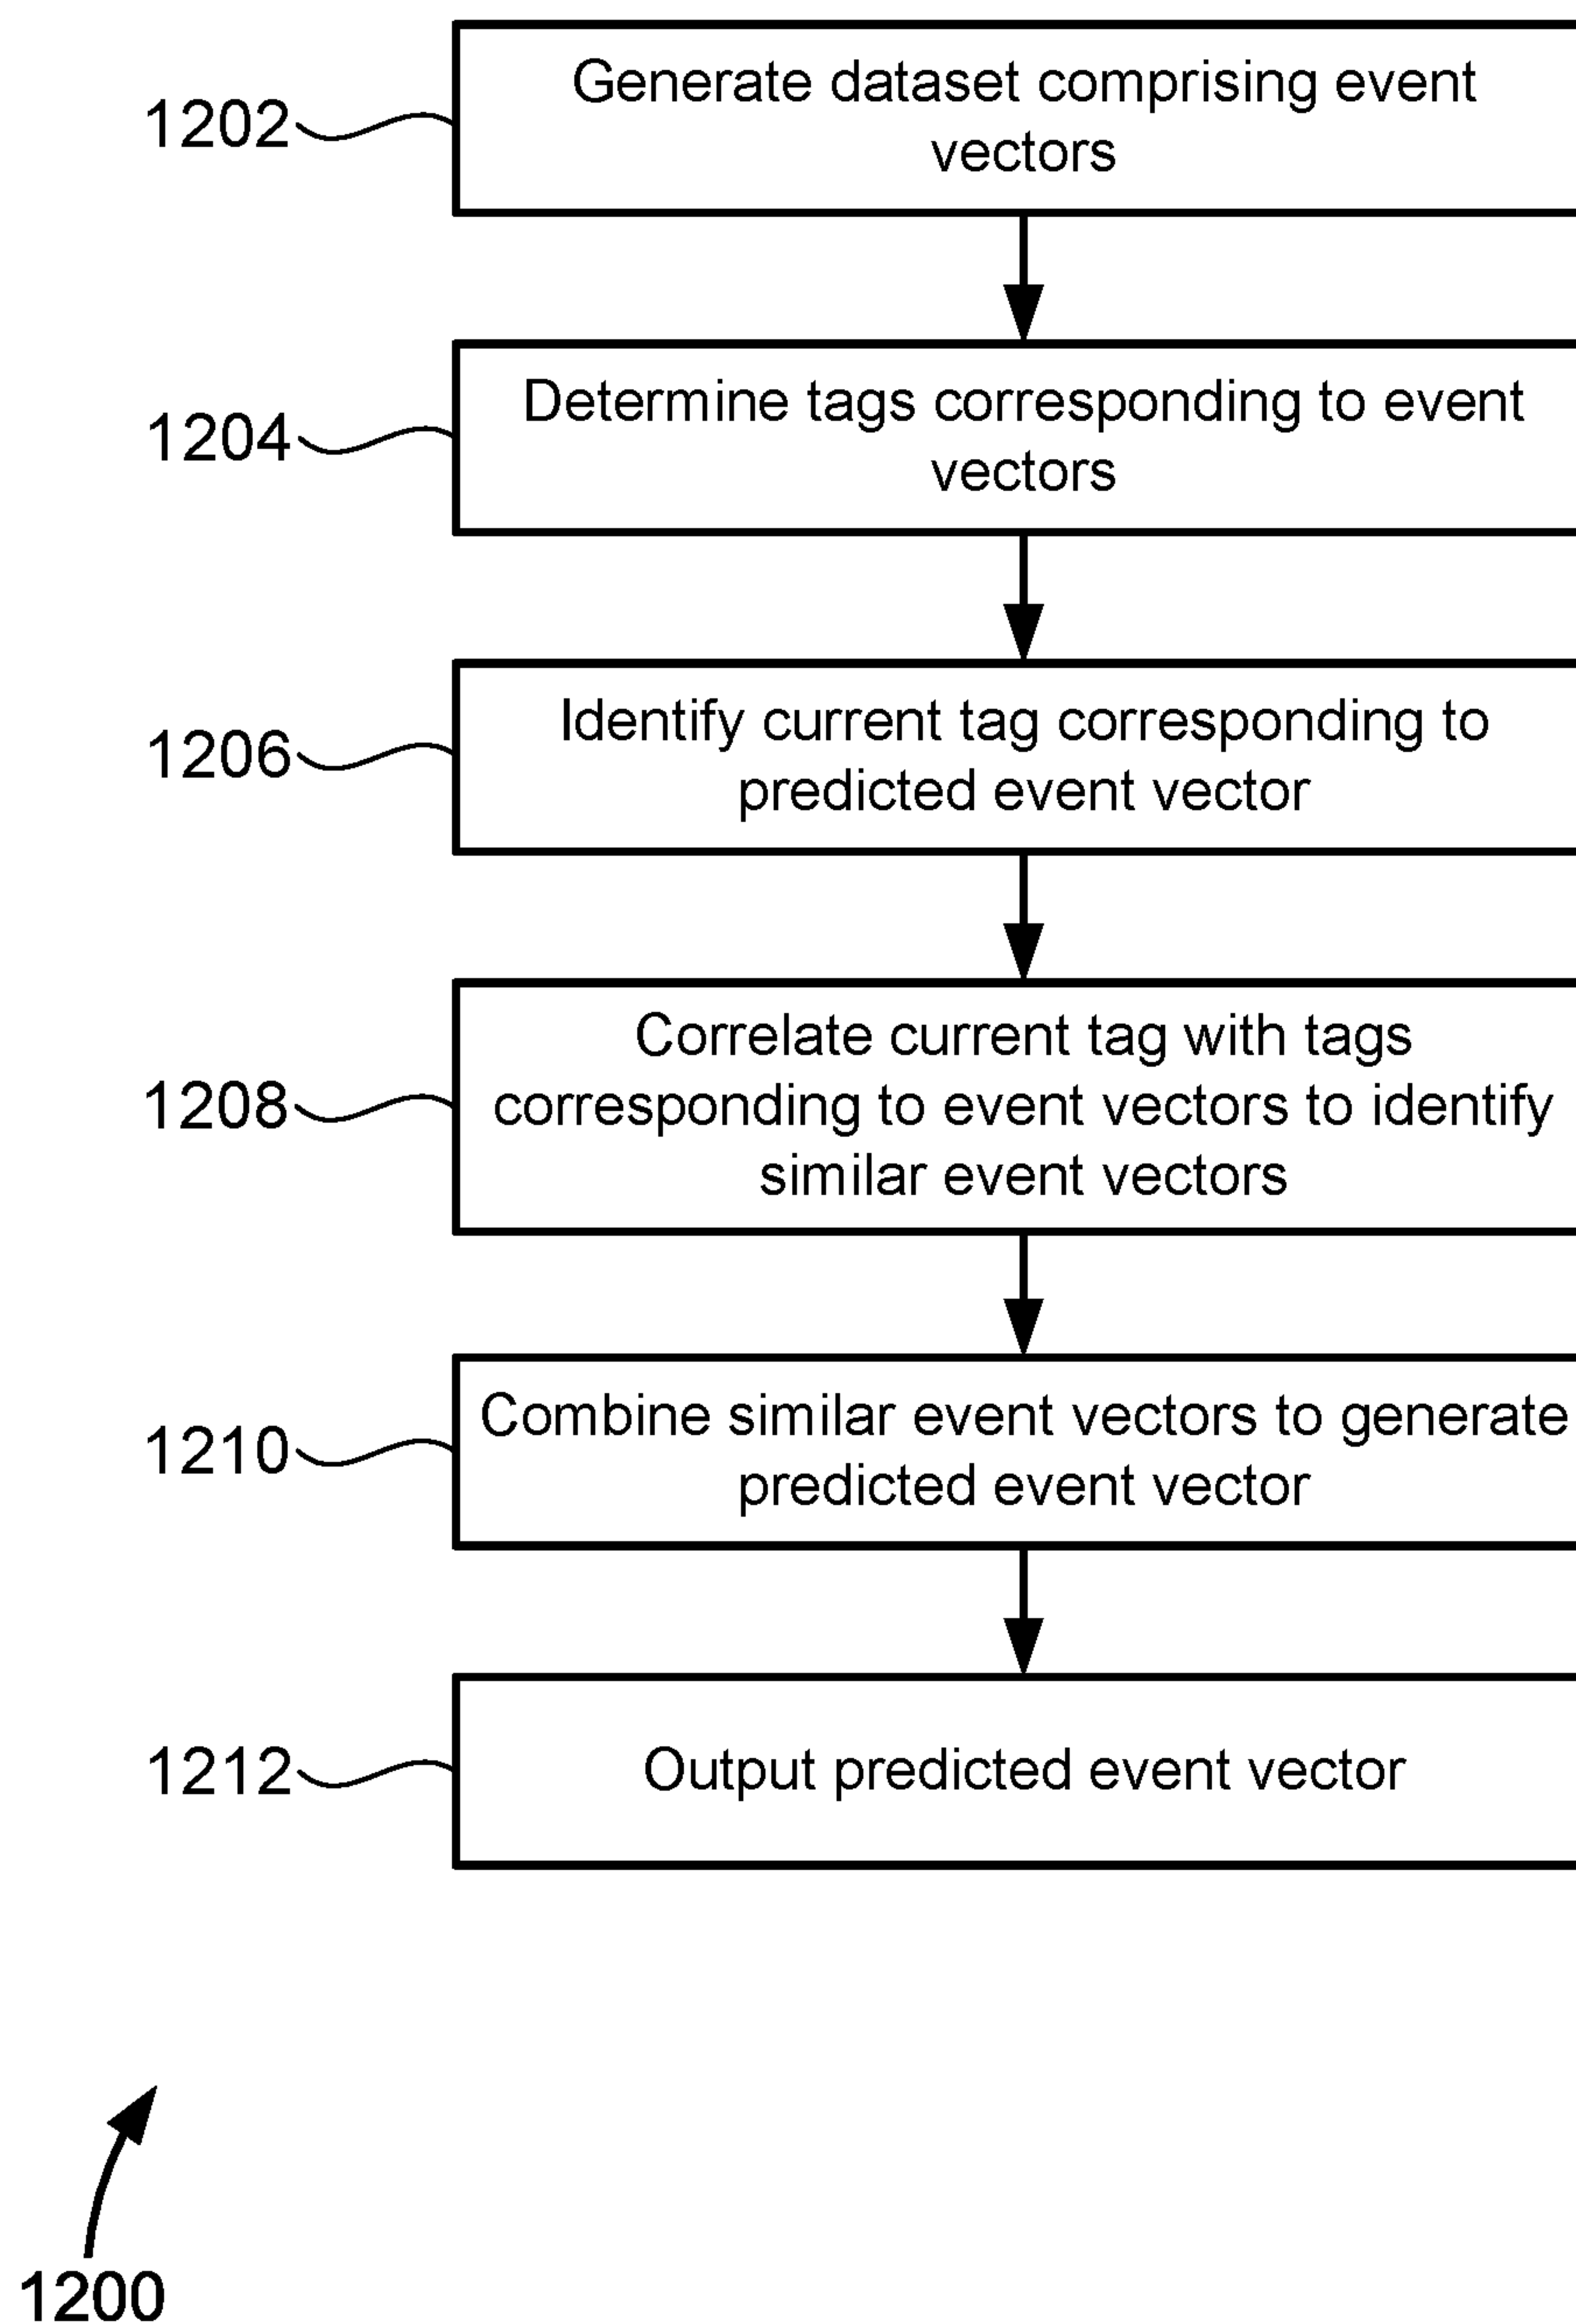 1202
Generate dataset comprising event
vectors
1204
Determine tags corresponding to event
vectors
1206
Identify current tag corresponding to
predicted event vector
1208
Correlate current tag with tags
corresponding to event vectors to identify
similar event vectors
1210
Combine similar event vectors to generate
predicted event vector
1212
Output predicted event vector
1200